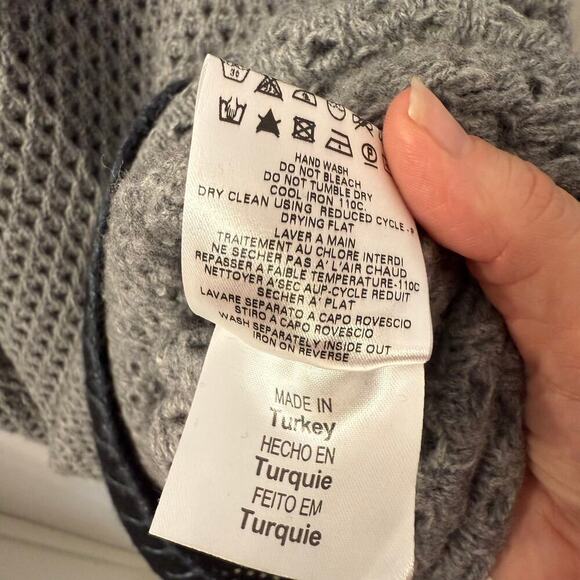 30
HAND WASH
DO NOT BLEACH
DO NOT TUMBLE DRY
COOL IRON 110C.
DRY CLEAN USING REDUCED CYCLE - P
DRYING FLAT
LAVER A MAIN
TRAITEMENT AU CHLORE INTERDI
NE SECHER PAS A' L'AIR CHAUD
REPASSER A FAIBLE TEMPERATURE-110C
NETTOYER A'SEC AUP-CYCLE REDUIT
SECHER A' PLAT
LAVARE SEPARATO A CAPO ROVESCIO
STIRO A CAPO ROVESCIO
WASH SEPARATELY INSIDE OUT
IRON ON REVERSE
MADE IN
Turkey
HECHO EN
Turquie
FEITO EM
Turquie